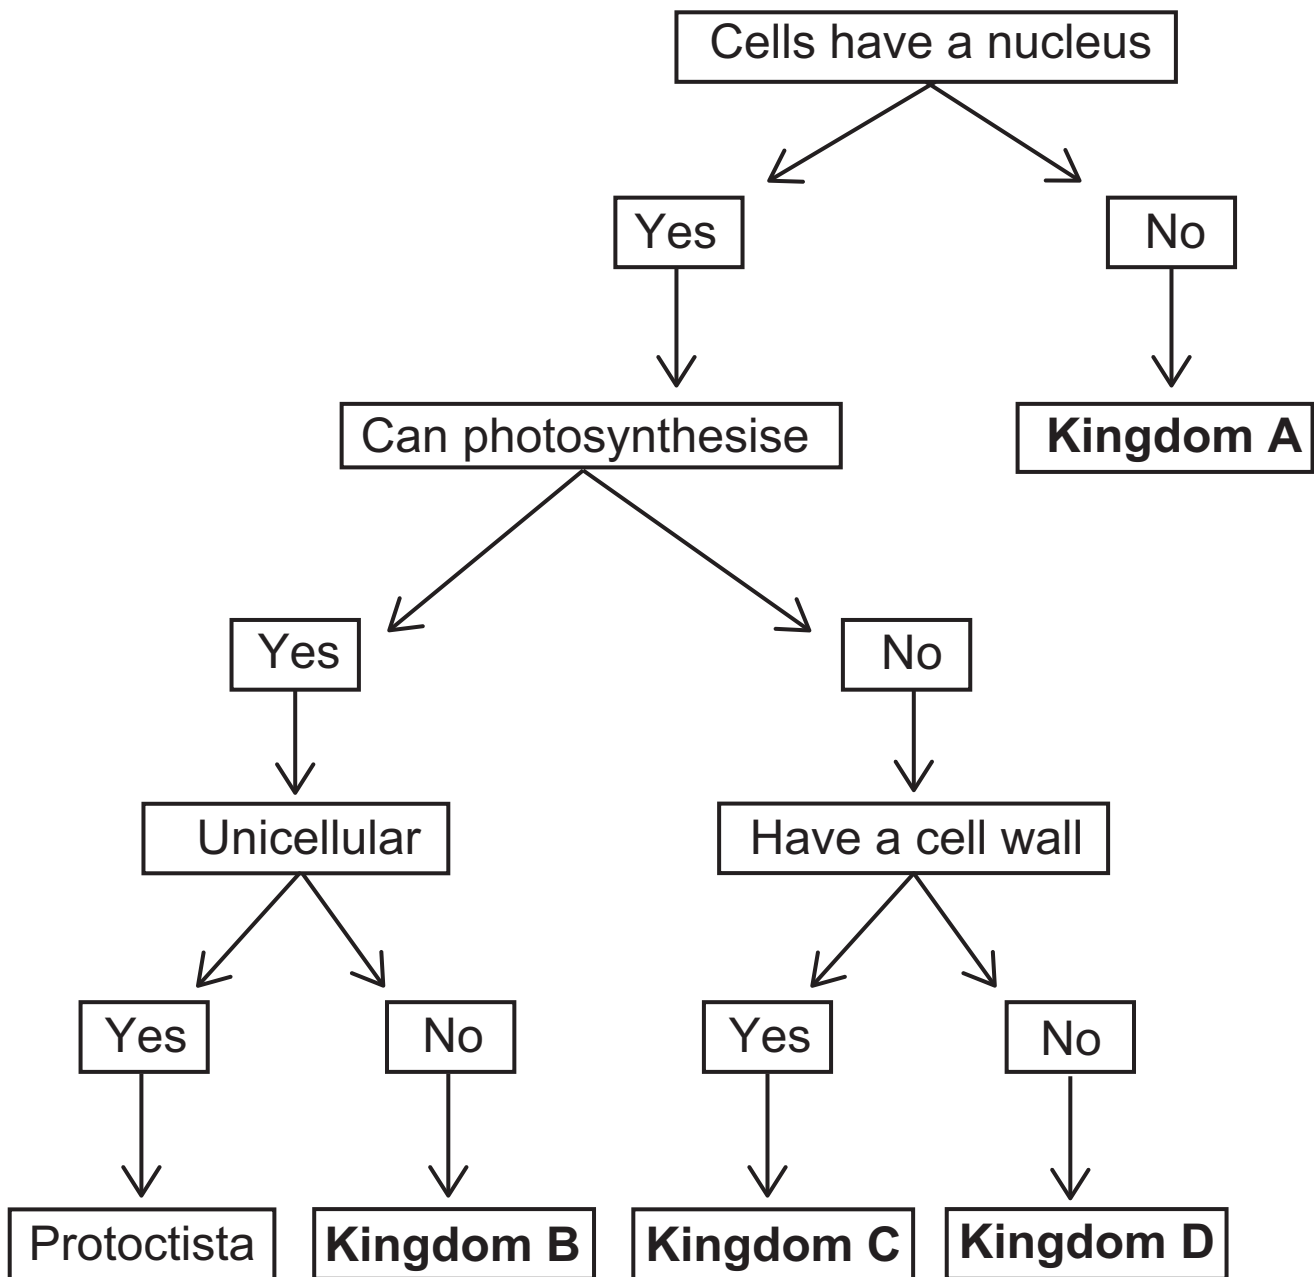 Cells have a nucleus
Yes
No
Can photosynthesise
Kingdom A
Yes
No
Unicellular
Have a cell wall
Yes
No
Yes
No
Protoctista
Kingdom B
Kingdom C
Kingdom D